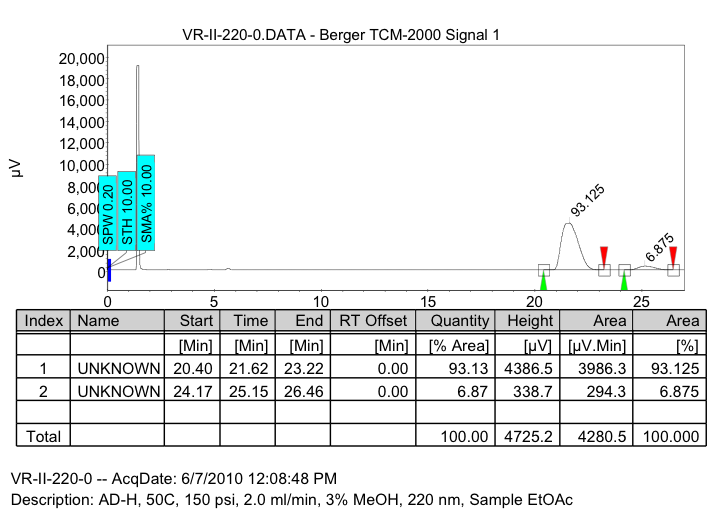 VR-II-220-0.DATA - Berger TCM-2000 Signal 1
µV
20,000
18,000
16,000
14,000
12,000
10,000
8,000
6,000
4,000
2,000
0
SPW 0.20
STH 10.00
SMA% 10.00
93.125
6.875
0 5 10 15 20 25
Index Name Start Time End RT Offset Quantity Height Area Area
[Min] [Min] [Min] [Min] [% Area] [µV] [µV.Min] [%]
1 UNKNOWN 20.40 21.62 23.22 0.00 93.13 4386.5 3986.3 93.125
2 UNKNOWN 24.17 25.15 26.46 0.00 6.87 338.7 294.3 6.875
Total 100.00 4725.2 4280.5 100.000
VR-II-220-0 -- AcqDate: 6/7/2010 12:08:48 PM
Description: AD-H, 50C, 150 psi, 2.0 ml/min, 3% MeOH, 220 nm, Sample EtOAc